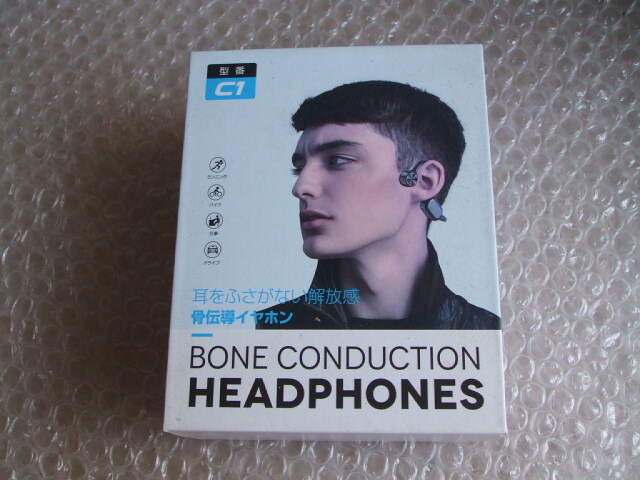 型番
C1
ランニング
バイク
仕事
ドライブ
耳をふさがない解放感
骨伝導イヤホン
BONE CONDUCTION
HEADPHONES